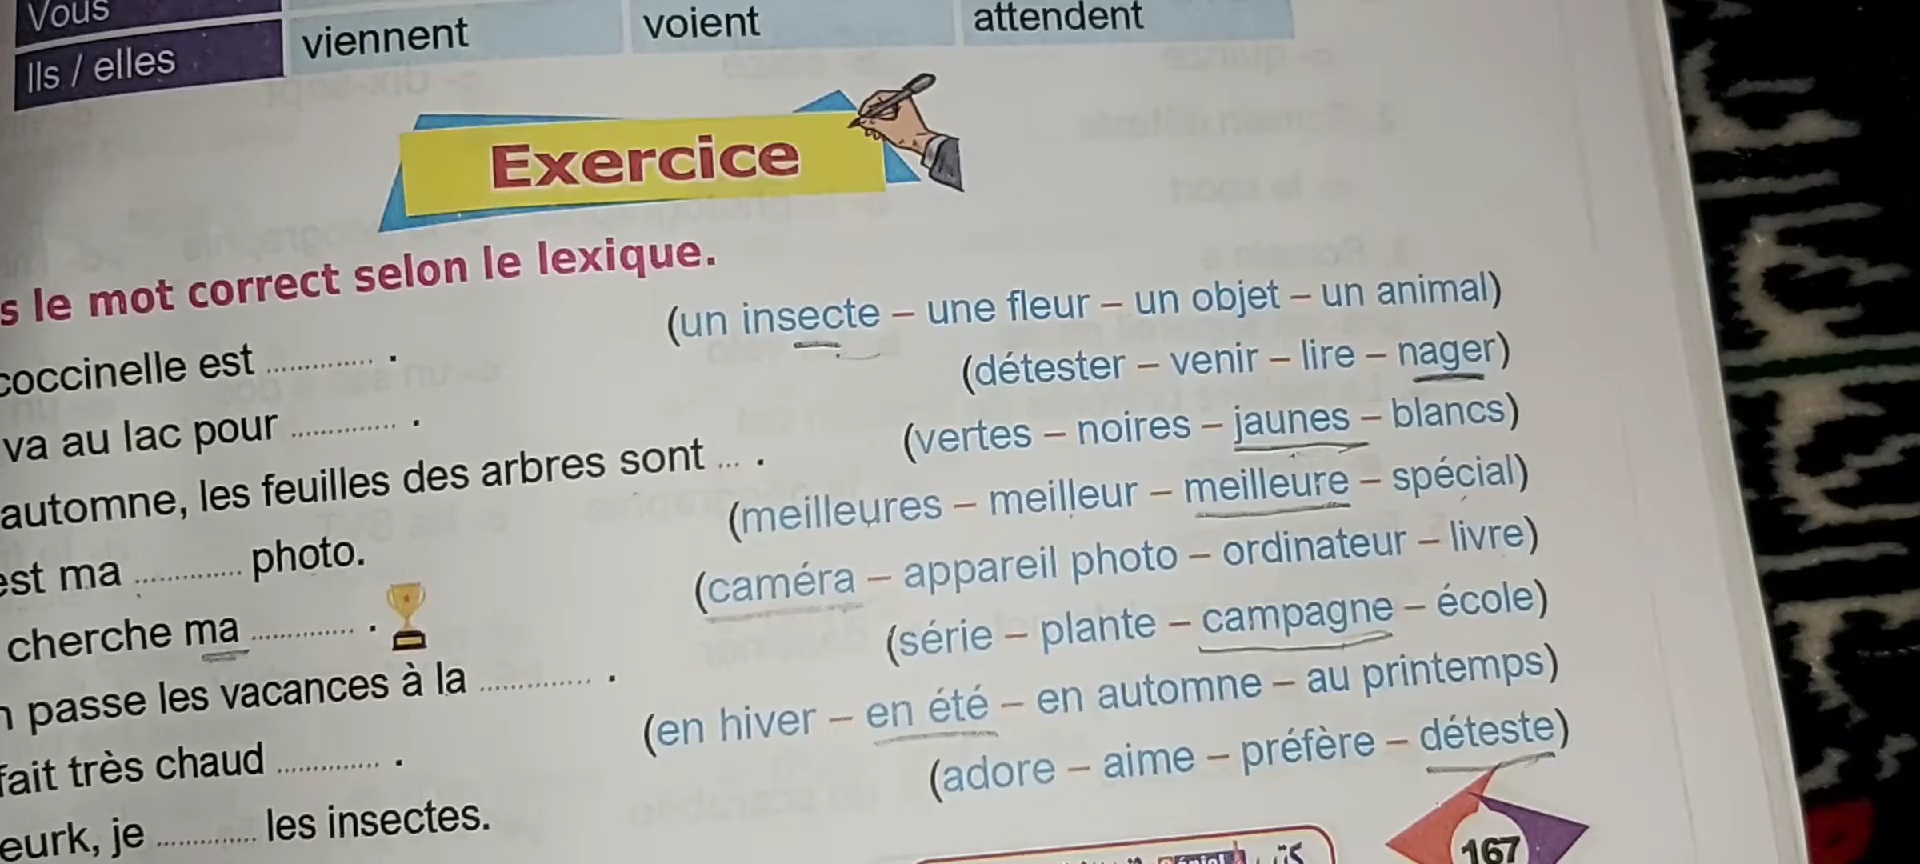 Vous
Ils / elles viennent voient attendent
Exercice
s le mot correct selon le lexique.
coccinelle est ............ . (un insecte – une fleur – un objet – un animal)
va au lac pour ............ . (détester – venir – lire – nager)
automne, les feuilles des arbres sont ... . (vertes – noires – jaunes – blancs)
est ma ............ photo. (meilleures – meilleur – meilleure – spécial)
cherche ma ............ . (caméra – appareil photo – ordinateur – livre)
n passe les vacances à la ............ . (série – plante – campagne – école)
fait très chaud ............ . (en hiver – en été – en automne – au printemps)
eurk, je ............ les insectes. (adore – aime – préfère – déteste)
167